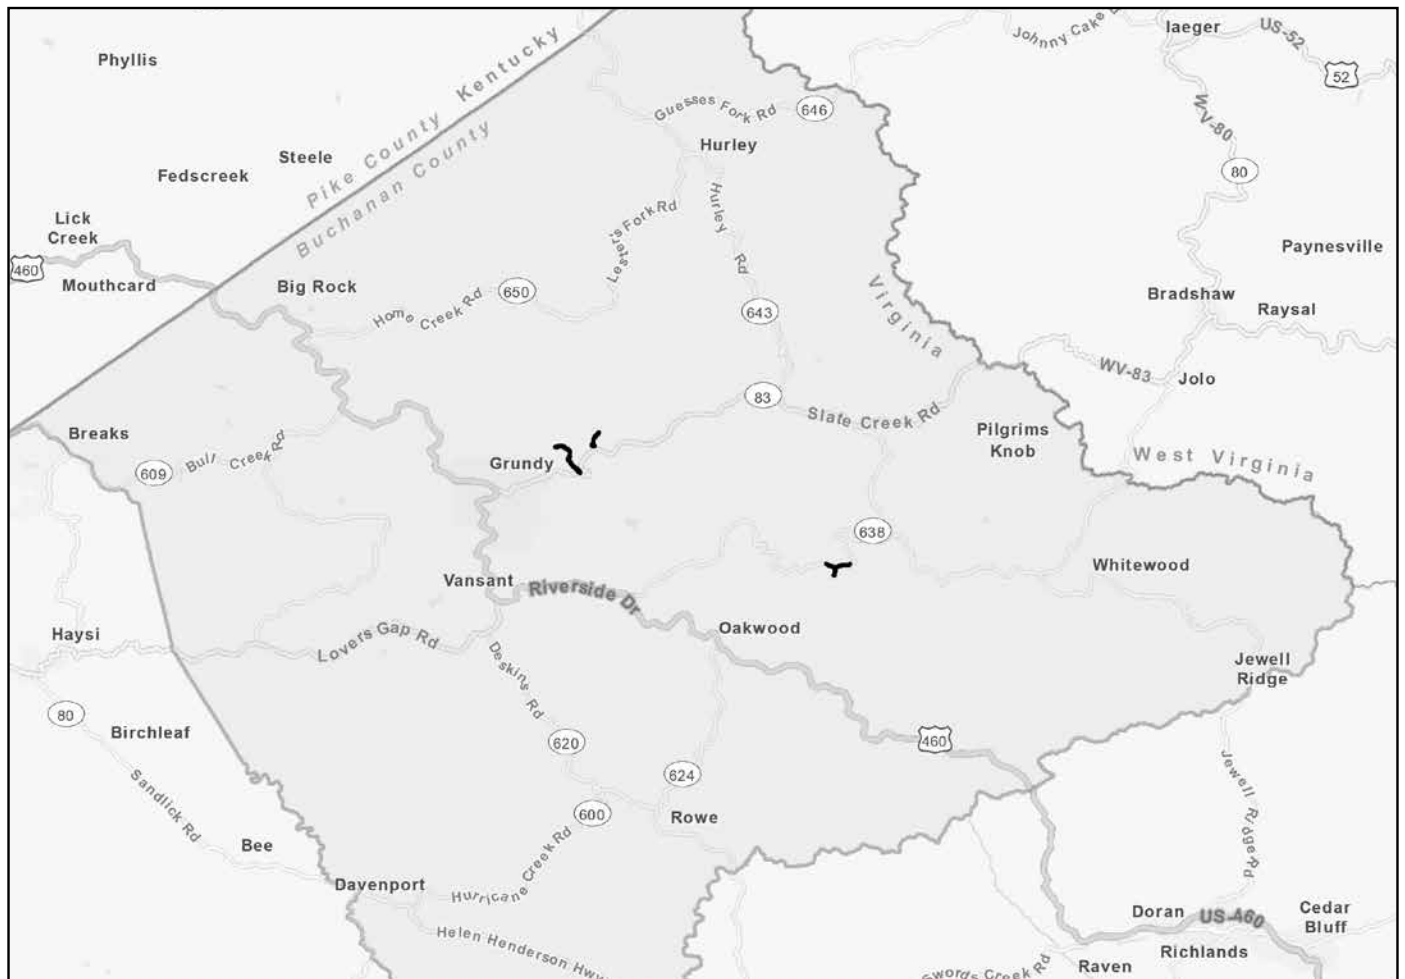 Iaeger
US-52
Johnny Cake
52
Phyllis
Kentucky
Pike County
Buchanan County
Guesses Fork Rd
646
WV-80
Hurley
Steele
Fedscreek
80
Lick
Creek
Lester's Fork Rd
Hurley Rd
Paynesville
460
Mouthcard
Big Rock
650
Home Creek Rd
643
Virginia
Bradshaw
Raysal
WV-83
Jolo
83
Slate Creek Rd
Breaks
Pilgrims
Knob
Bull Creek Rd
609
Grundy
West Virginia
638
Whitewood
Vansant
Riverside Dr
Haysi
Oakwood
Lovers Gap Rd
Deskins Rd
Jewell
Ridge
80
Birchleaf
620
460
624
Sandlick Rd
600
Rowe
Jewell Ridge Rd
Bee
Davenport
Hurricane Creek Rd
Doran
US-460
Cedar
Bluff
Helen Henderson Hwy
Richlands
Swords Creek Rd
Raven